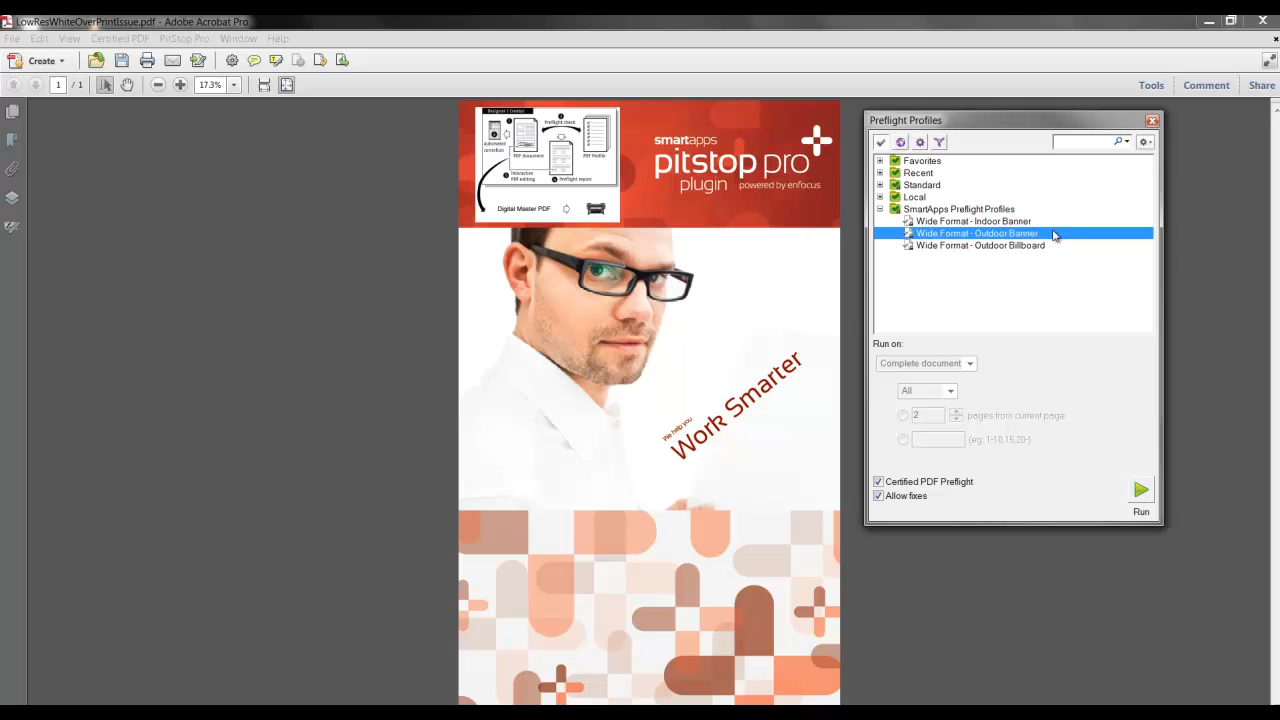 LowResWhiteOverPrintIssue.pdf - Adobe Acrobat Pro
File Edit View Certified PDF PitStop Pro Window Help
Create
1 / 1 17.3% Tools Comment Share
Designer / Creator
Automated correction
PDF document
Preflight check
PDF Profile
Interactive PDF editing
Preflight report
Digital Master PDF
smartapps
pitstop pro
plugin powered by enfocus
We help you
Work Smarter
Preflight Profiles
Favorites
Recent
Standard
Local
SmartApps Preflight Profiles
Wide Format - Indoor Banner
Wide Format - Outdoor Banner
Wide Format - Outdoor Billboard
Run on:
Complete document
All
2 pages from current page
(eg: 1-10,15,20-)
Certified PDF Preflight
Allow fixes
Run